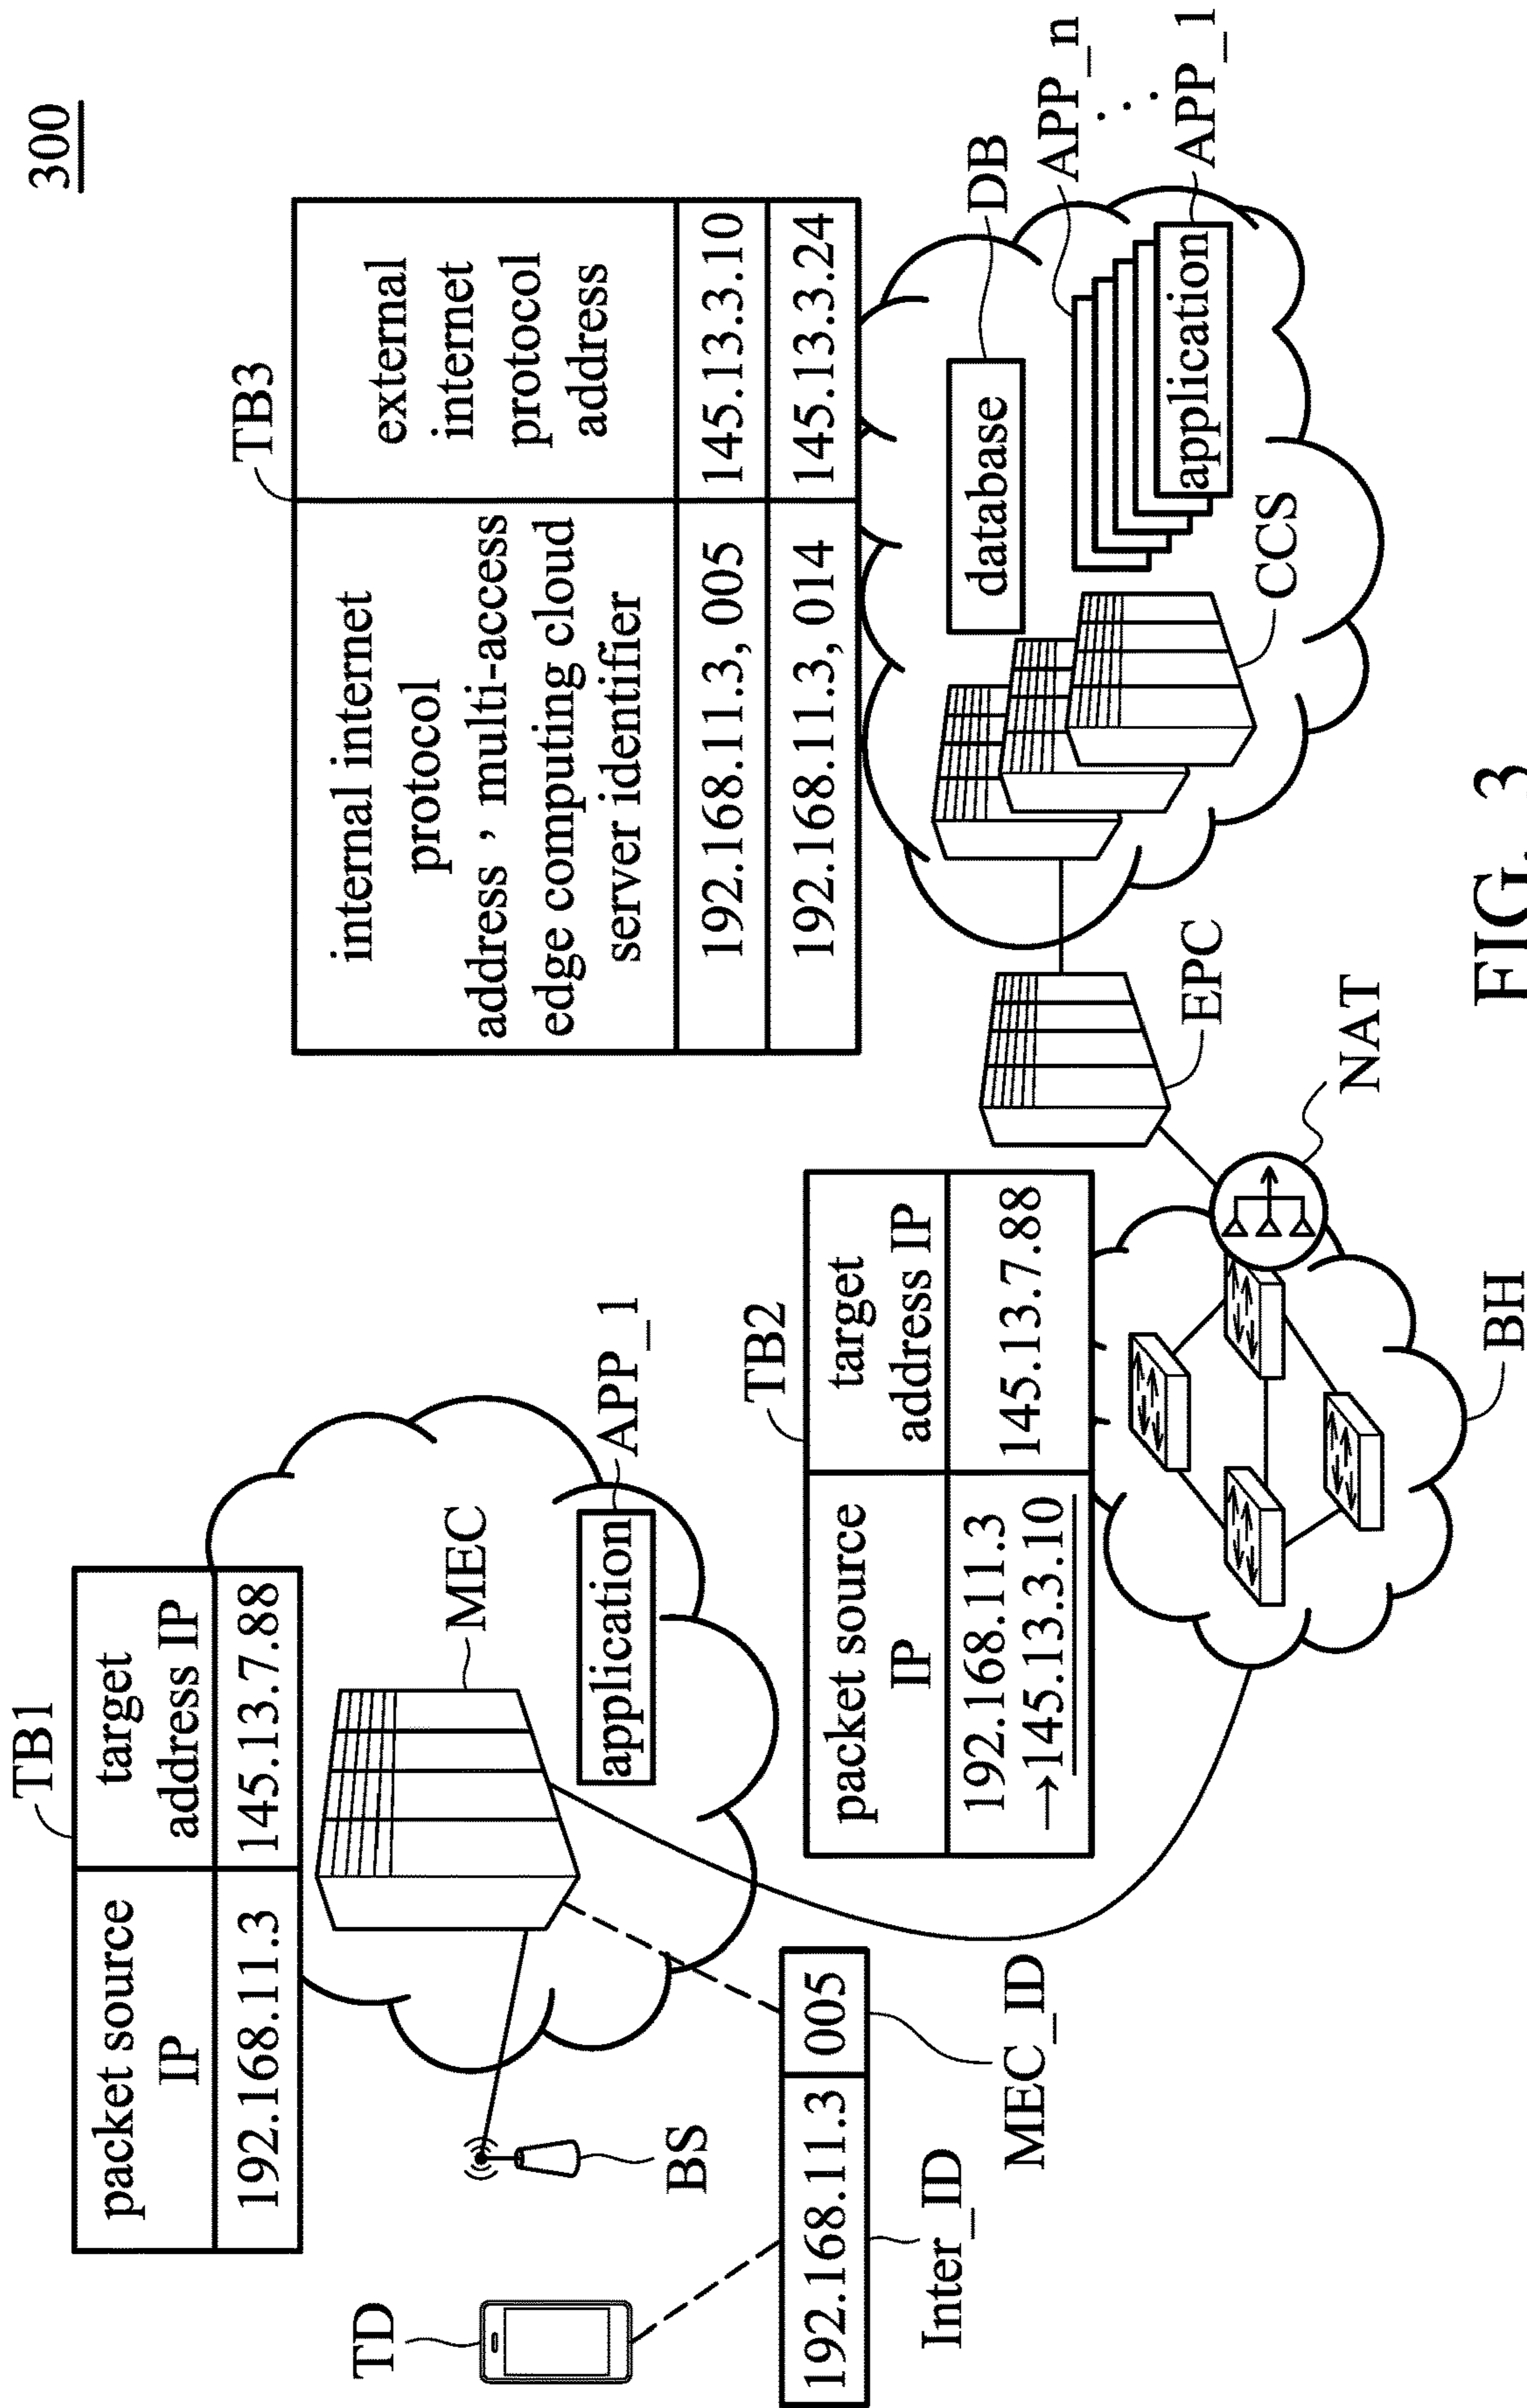 300
TB1
packet source
IP
target
address IP
192.168.11.3
145.13.7.88
TD
BS
MEC
application
APP_1
192.168.11.3
005
Inter_ID
MEC_ID
TB2
packet source
IP
target
address IP
192.168.11.3
→145.13.3.10
145.13.7.88
BH
NAT
EPC
TB3
internal internet
protocol
address，multi-access
edge computing cloud
server identifier
external
internet
protocol
address
192.168.11.3, 005
145.13.3.10
192.168.11.3, 014
145.13.3.24
database
DB
APP_n
application
APP_1
CCS
FIG. 3